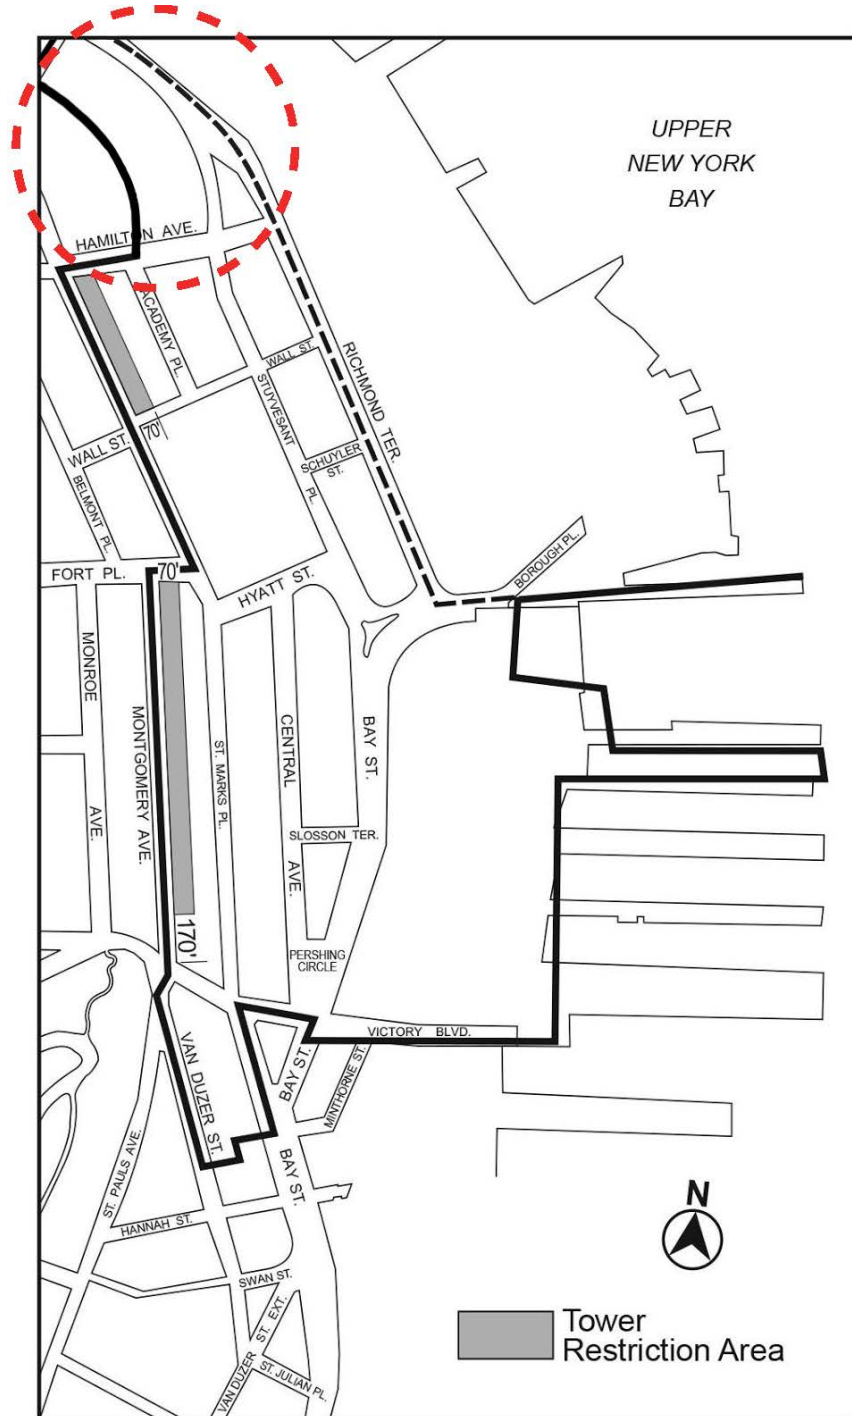 UPPER
NEW YORK
BAY
HAMILTON AVE.
ACADEMY PL.
WALL ST.
RICHMOND TER.
STUYVESANT PL.
70'
WALL ST.
SCHUYLER
ST.
BELMONT PL.
BOROUGH PL.
FORT PL.
70'
HYATT ST.
MONROE AVE.
MONTGOMERY AVE.
ST. MARKS PL.
CENTRAL AVE.
BAY ST.
SLOSSON TER.
170'
PERSHING
CIRCLE
VICTORY BLVD.
VAN DUZER ST.
BAY ST.
MINTHORNE ST.
ST. PAULS AVE.
BAY ST.
HANNAH ST.
N
SWAN ST.
VAN DUZER ST. EXT.
ST. JULIAN PL.
Tower
Restriction Area